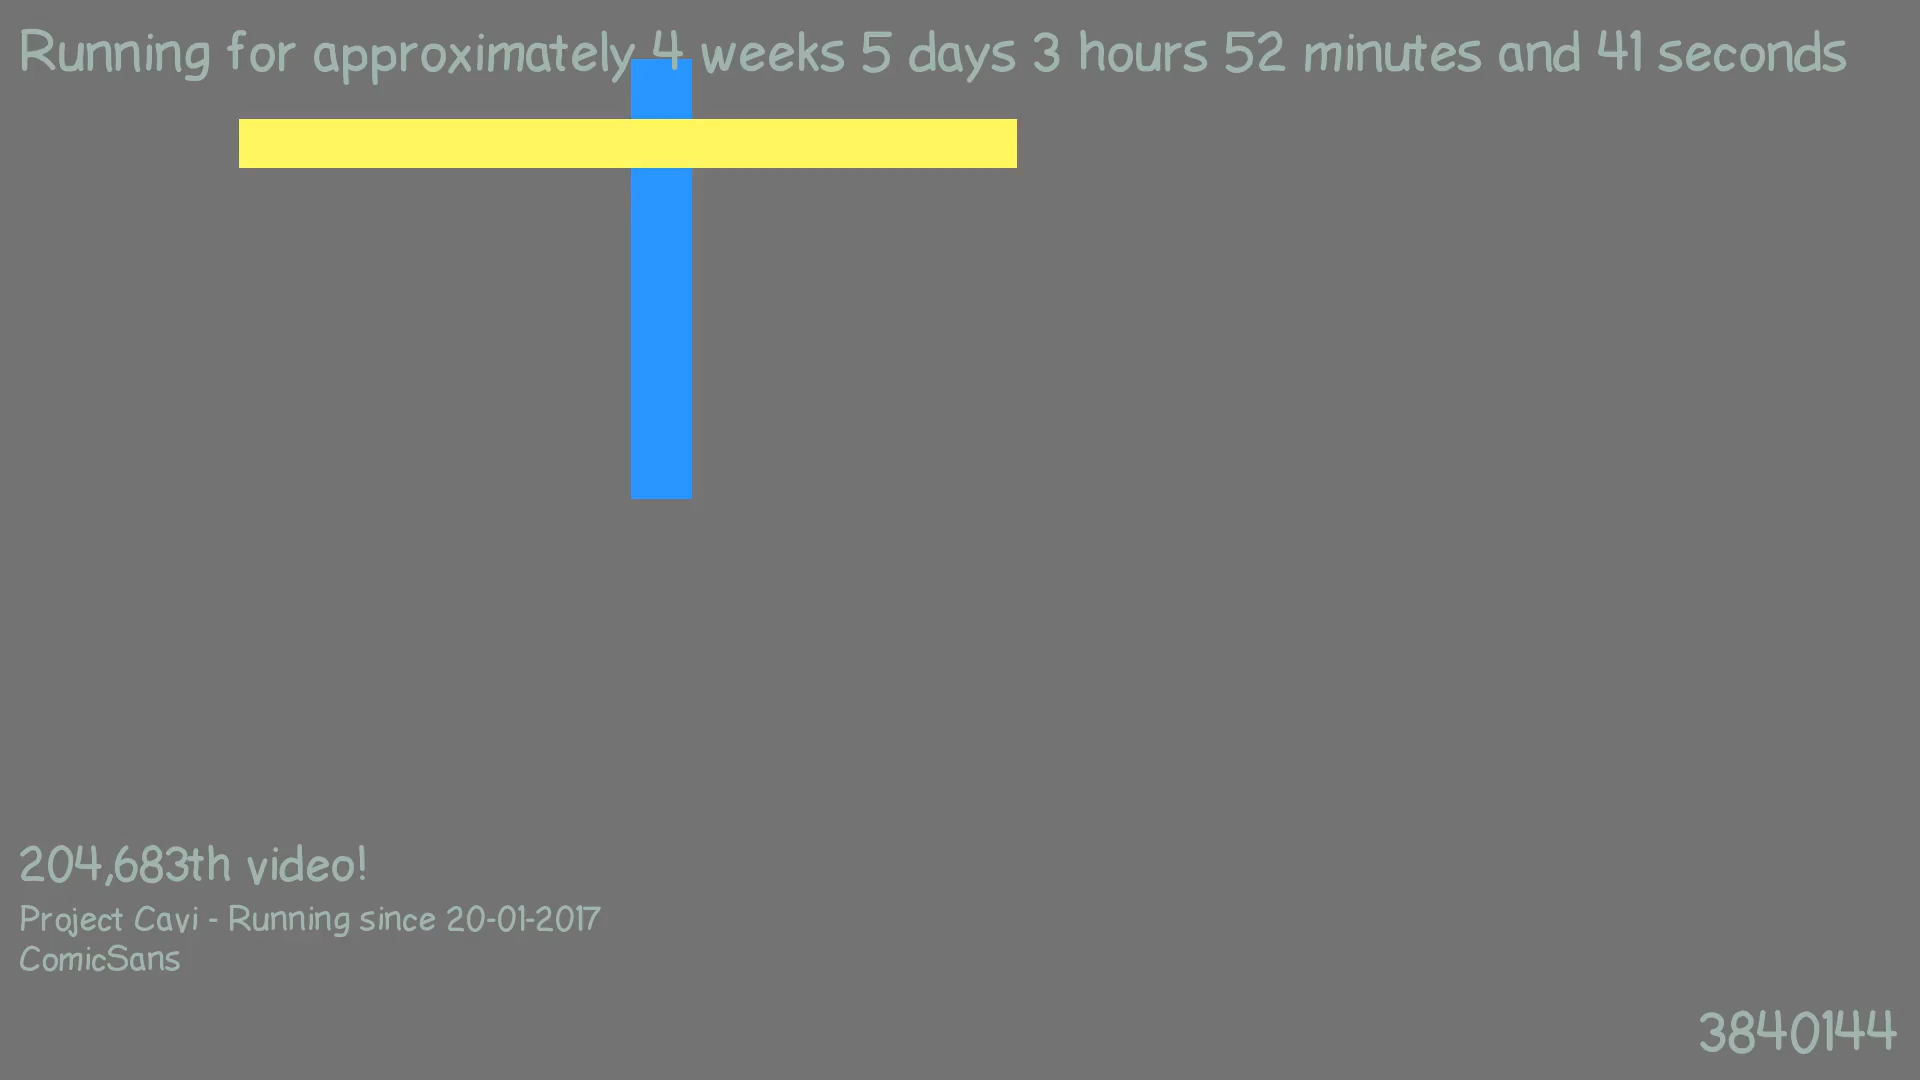 Running for approximately 4 weeks 5 days 3 hours 52 minutes and 41 seconds
204,683th video!
Project Cavi - Running since 20-01-2017
ComicSans
3840144